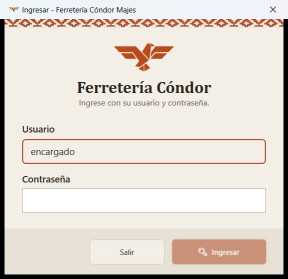 Ingresar - Ferretería Cóndor Majes
Ferretería Cóndor
Ingrese con su usuario y contraseña.
Usuario
encargado
Contraseña
Salir
Ingresar